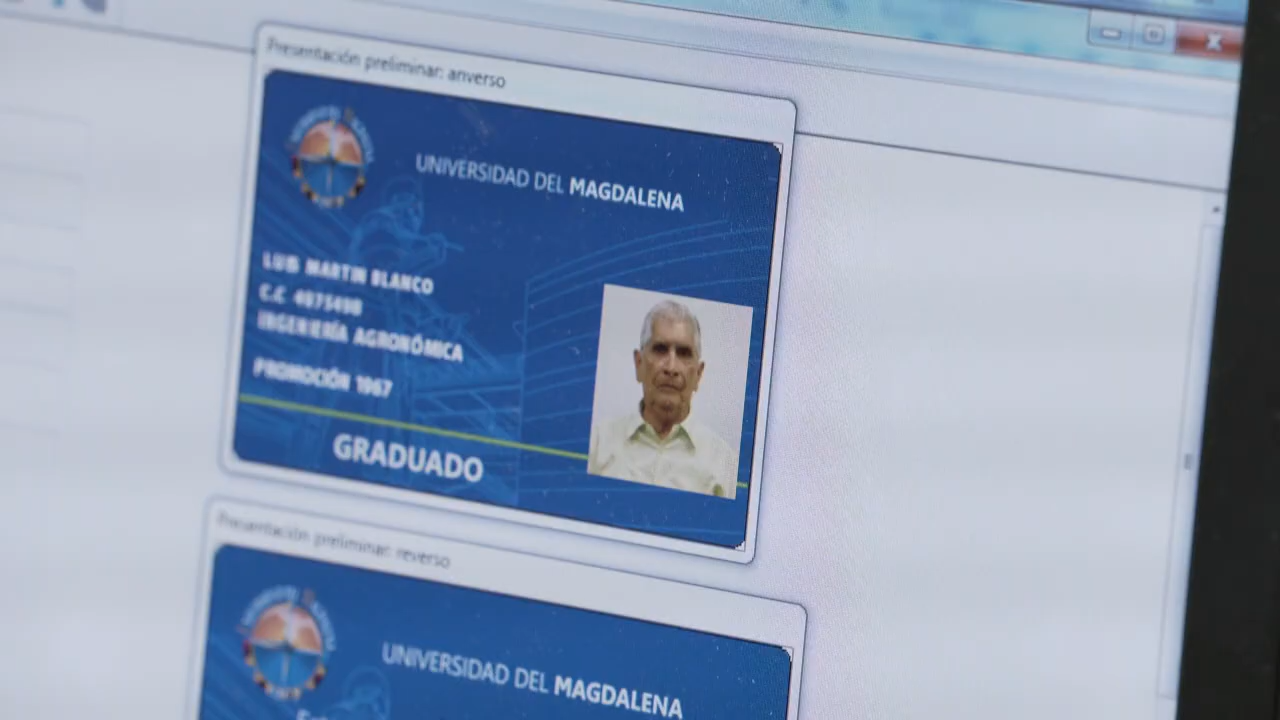 Presentación preliminar: anverso
UNIVERSIDAD DEL MAGDALENA
LUIS MARTIN BLANCO
C.C
INGENIERÍA AGRONÓMICA
PROMOCIÓN 1967
GRADUADO
Presentación preliminar: reverso
UNIVERSIDAD DEL MAGDALENA